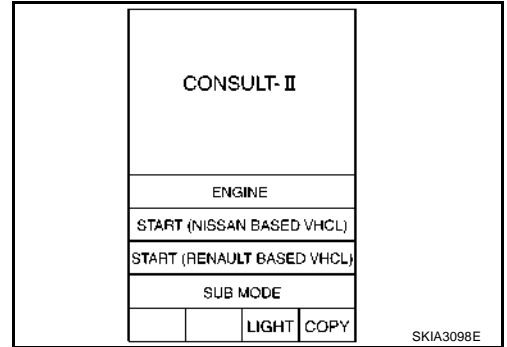 CONSULT-II
ENGINE
START (NISSAN BASED VHCL)
START (RENAULT BASED VHCL)
SUB MODE
LIGHT COPY
SKIA3098E